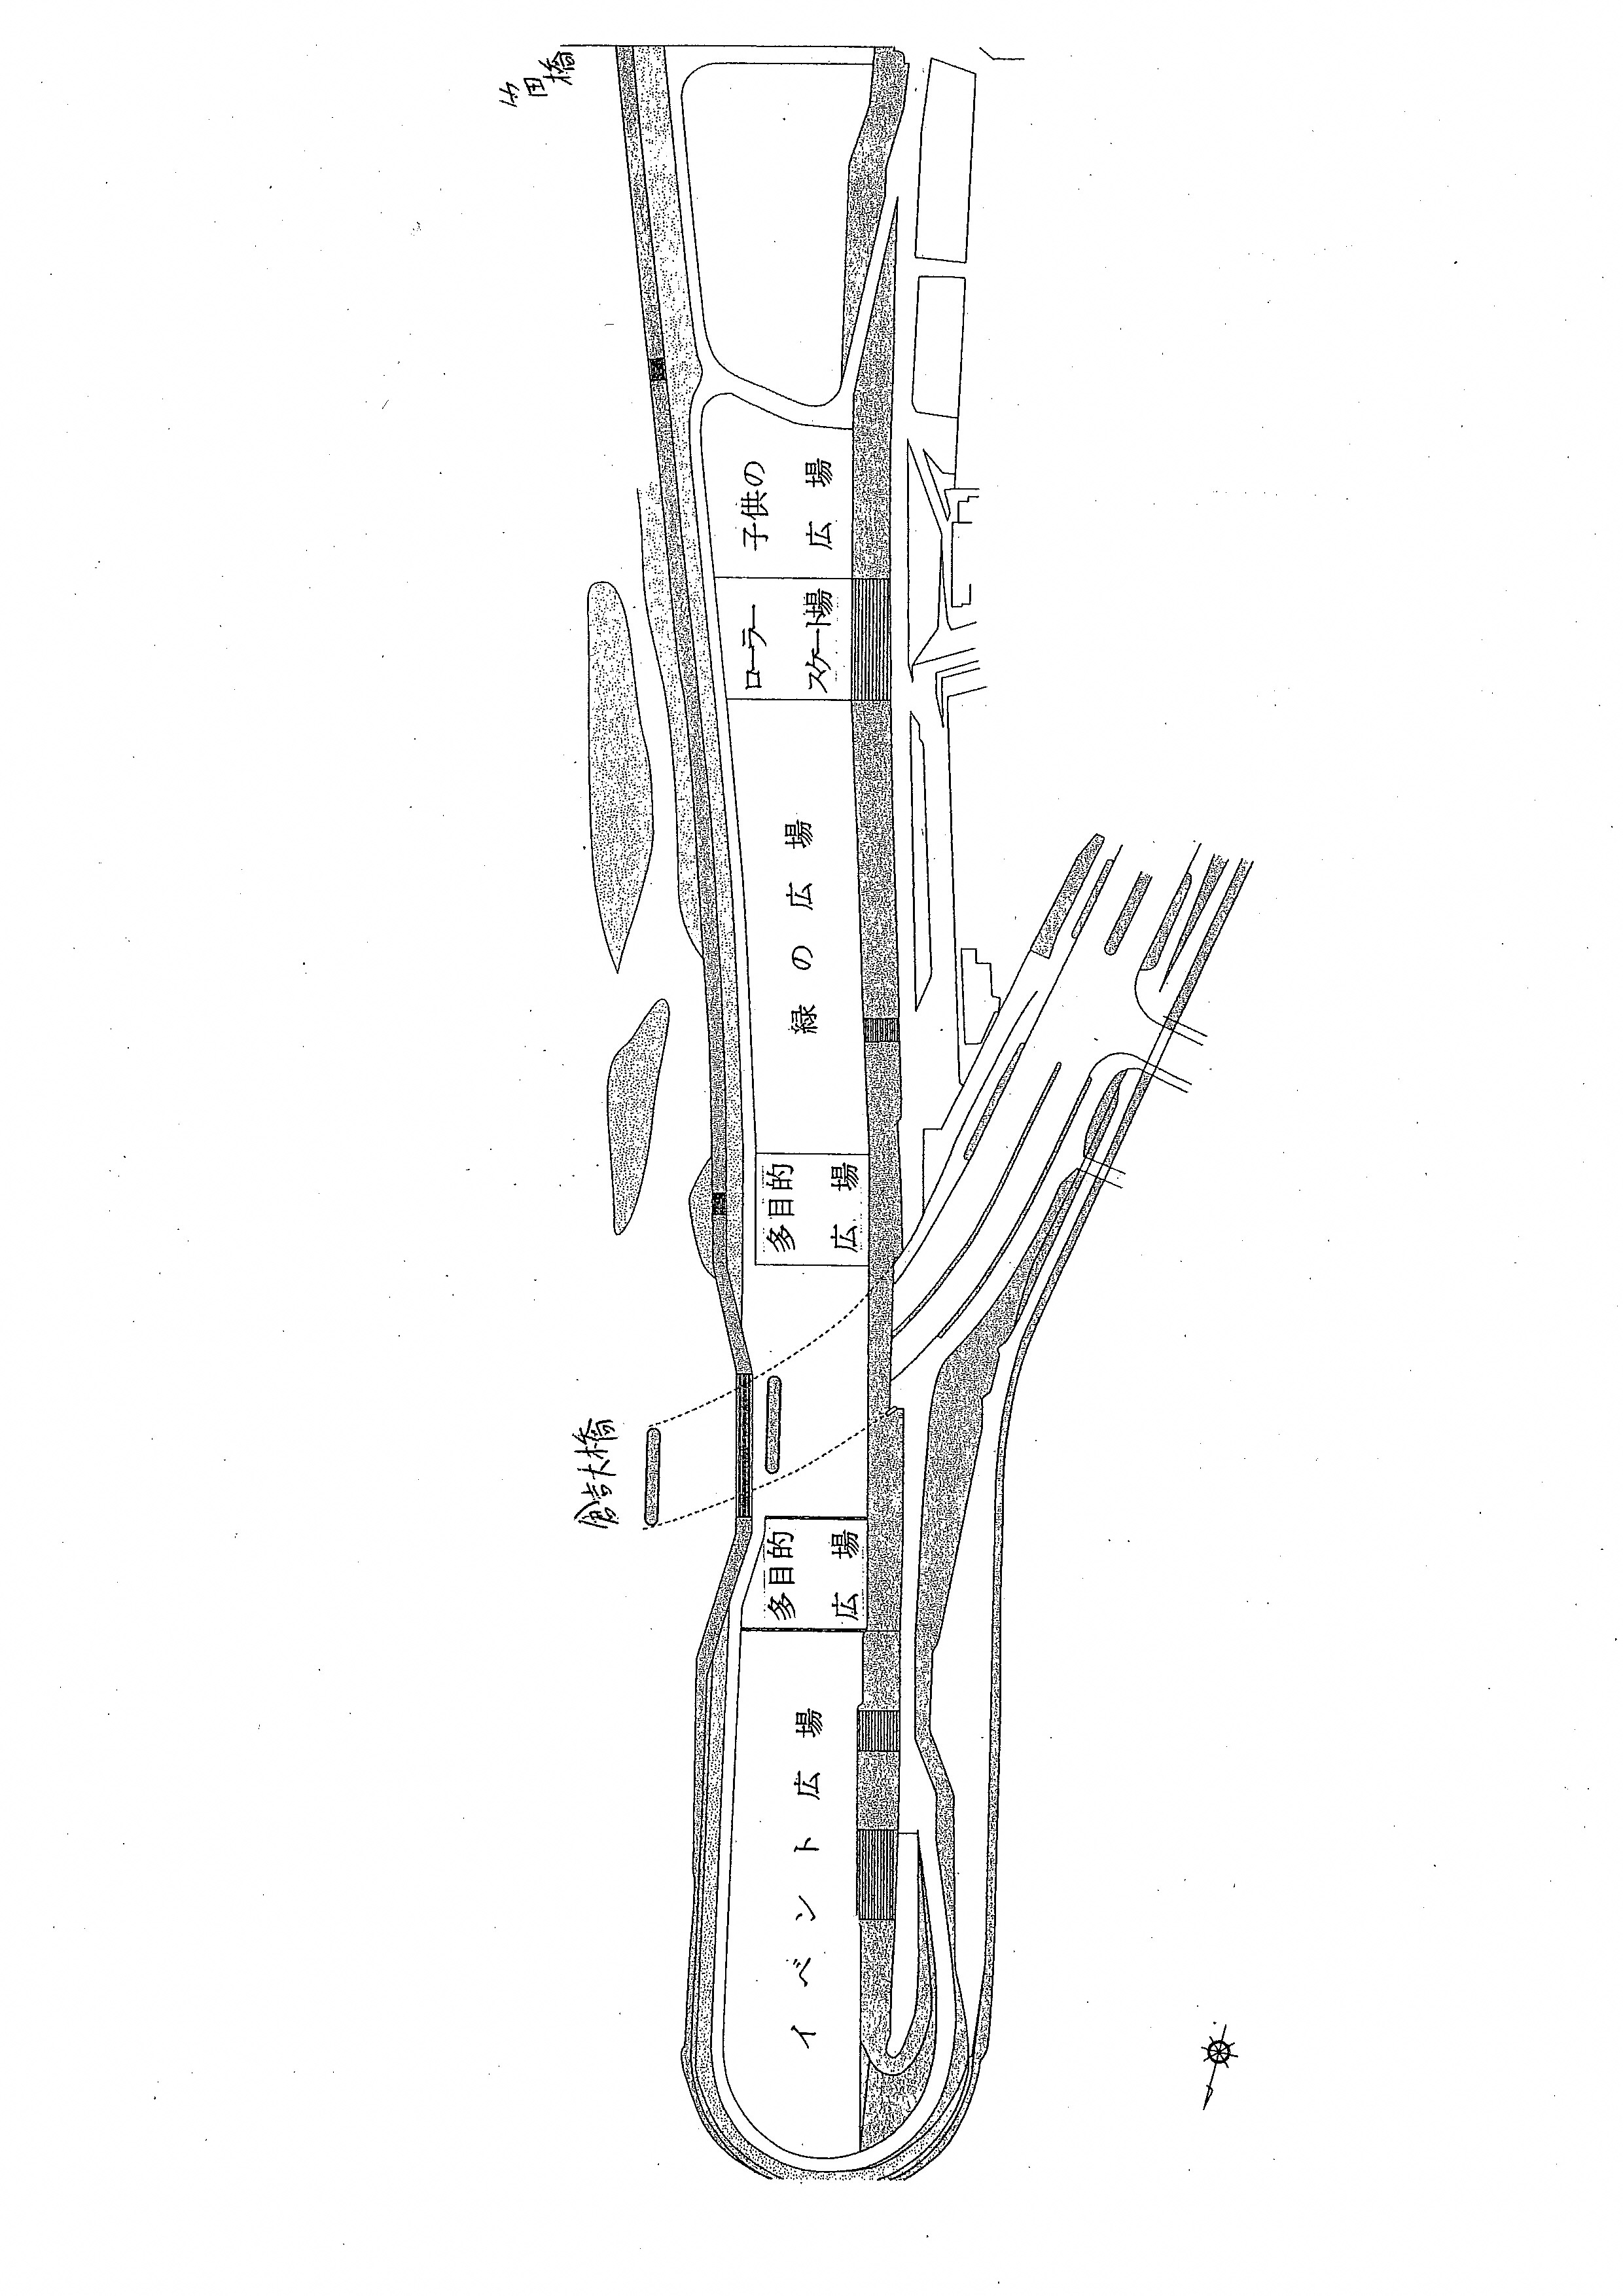 竹田橋
子供の
広場
ローラー
スケート場
緑の広場
多目的
広場
倉吉大橋
多目的
広場
イベント広場